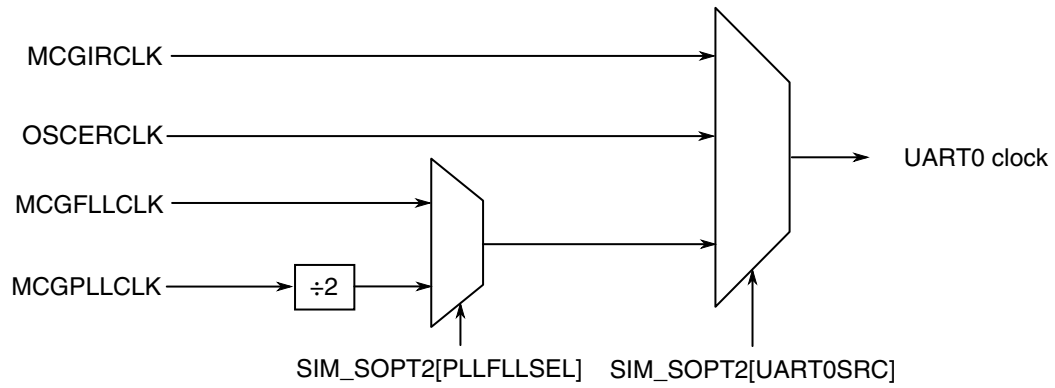 MCGIRCLK
OSCERCLK
UART0 clock
MCGFLLCLK
MCGPLLCLK
÷2
SIM_SOPT2[PLLFLLSEL]
SIM_SOPT2[UART0SRC]